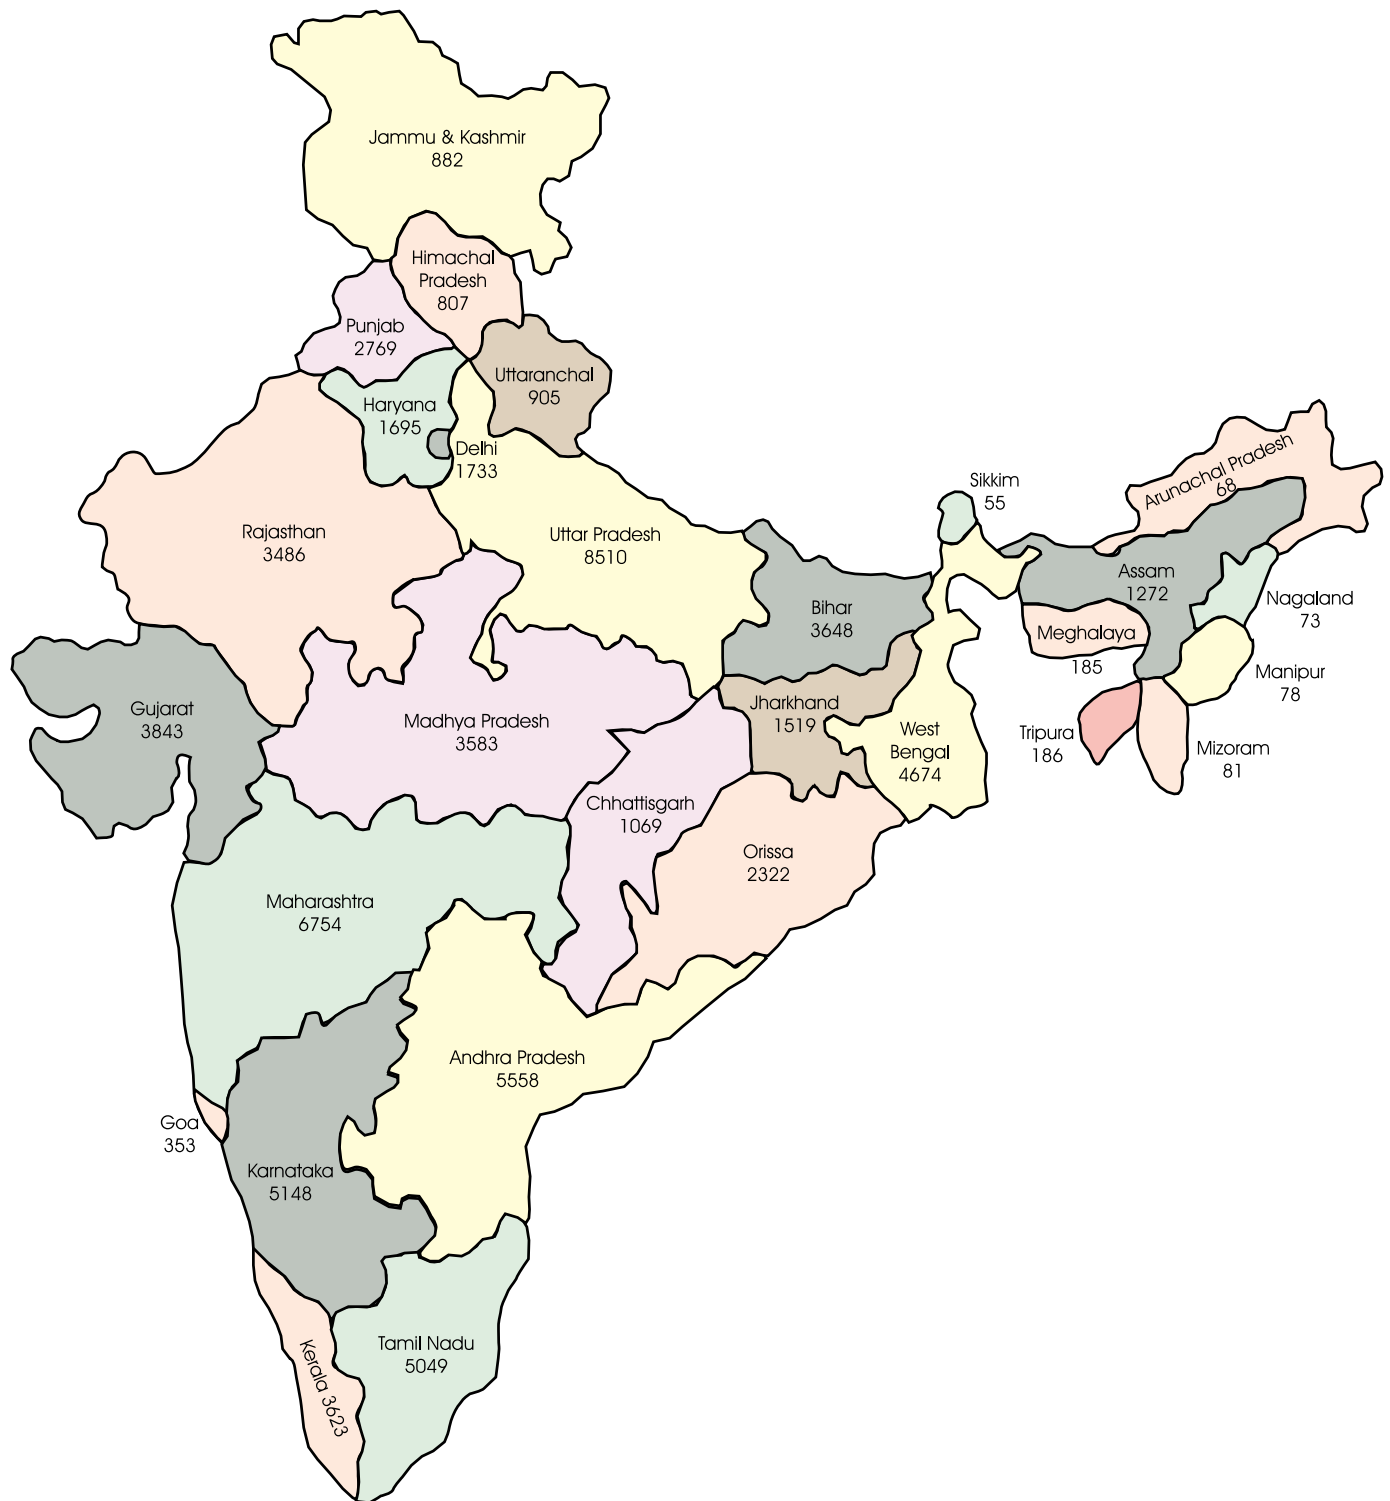 Jammu & Kashmir
882
Himachal
Pradesh
807
Punjab
2769
Uttaranchal
905
Haryana
1695
Delhi
1733
Arunachal Pradesh
68
Sikkim
55
Rajasthan
3486
Uttar Pradesh
8510
Assam
1272
Bihar
3648
Nagaland
73
Meghalaya
185
Manipur
78
Gujarat
3843
Madhya Pradesh
3583
Jharkhand
1519
West
Bengal
4674
Tripura
186
Mizoram
81
Chhattisgarh
1069
Orissa
2322
Maharashtra
6754
Andhra Pradesh
5558
Goa
353
Karnataka
5148
Tamil Nadu
5049
Kerala 3623